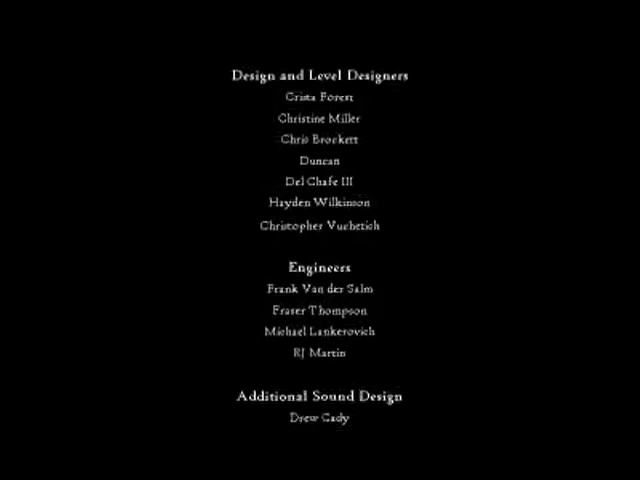 Design and Level Designers
Crista Forest
Christine Miller
Chris Brockett
Duncan
Del Chafe III
Hayden Wilkinson
Christopher Vuchetich
Engineers
Frank Van der Salm
Fraser Thompson
Michael Lankerovich
RJ Martin
Additional Sound Design
Drew Cady